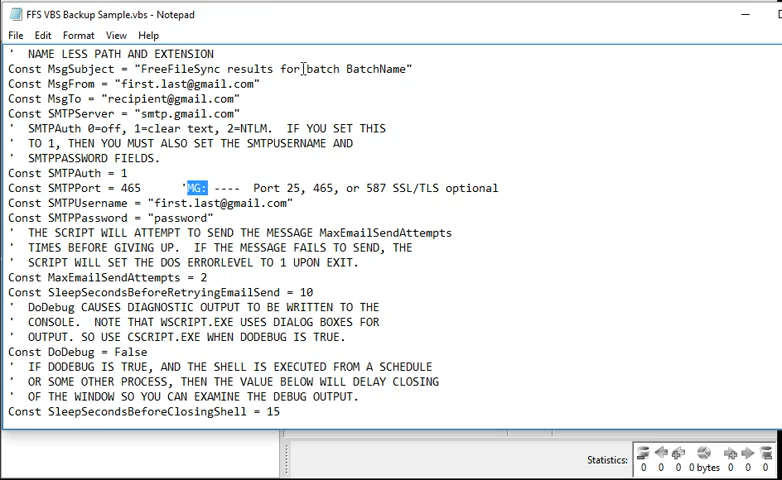 FFS VBS Backup Sample.vbs - Notepad
File Edit Format View Help
' NAME LESS PATH AND EXTENSION
Const MsgSubject = "FreeFileSync results for batch BatchName"
Const MsgFrom = "first.last@gmail.com"
Const MsgTo = "recipient@gmail.com"
Const SMTPServer = "smtp.gmail.com"
' SMTPAuth 0=off, 1=clear text, 2=NTLM. IF YOU SET THIS
' TO 1, THEN YOU MUST ALSO SET THE SMTPUSERNAME AND
' SMTPPASSWORD FIELDS.
Const SMTPAuth = 1
Const SMTPPort = 465 'MG: ---- Port 25, 465, or 587 SSL/TLS optional
Const SMTPUsername = "first.last@gmail.com"
Const SMTPPassword = "password"
' THE SCRIPT WILL ATTEMPT TO SEND THE MESSAGE MaxEmailSendAttempts
' TIMES BEFORE GIVING UP. IF THE MESSAGE FAILS TO SEND, THE
' SCRIPT WILL SET THE DOS ERRORLEVEL TO 1 UPON EXIT.
Const MaxEmailSendAttempts = 2
Const SleepSecondsBeforeRetryingEmailSend = 10
' DoDebug CAUSES DIAGNOSTIC OUTPUT TO BE WRITTEN TO THE
' CONSOLE. NOTE THAT WSCRIPT.EXE USES DIALOG BOXES FOR
' OUTPUT. SO USE CSCRIPT.EXE WHEN DODEBUG IS TRUE.
Const DoDebug = False
' IF DODEBUG IS TRUE, AND THE SHELL IS EXECUTED FROM A SCHEDULE
' OR SOME OTHER PROCESS, THEN THE VALUE BELOW WILL DELAY CLOSING
' OF THE WINDOW SO YOU CAN EXAMINE THE DEBUG OUTPUT.
Const SleepSecondsBeforeClosingShell = 15
Statistics: 0 0 0 0 bytes 0 0 0